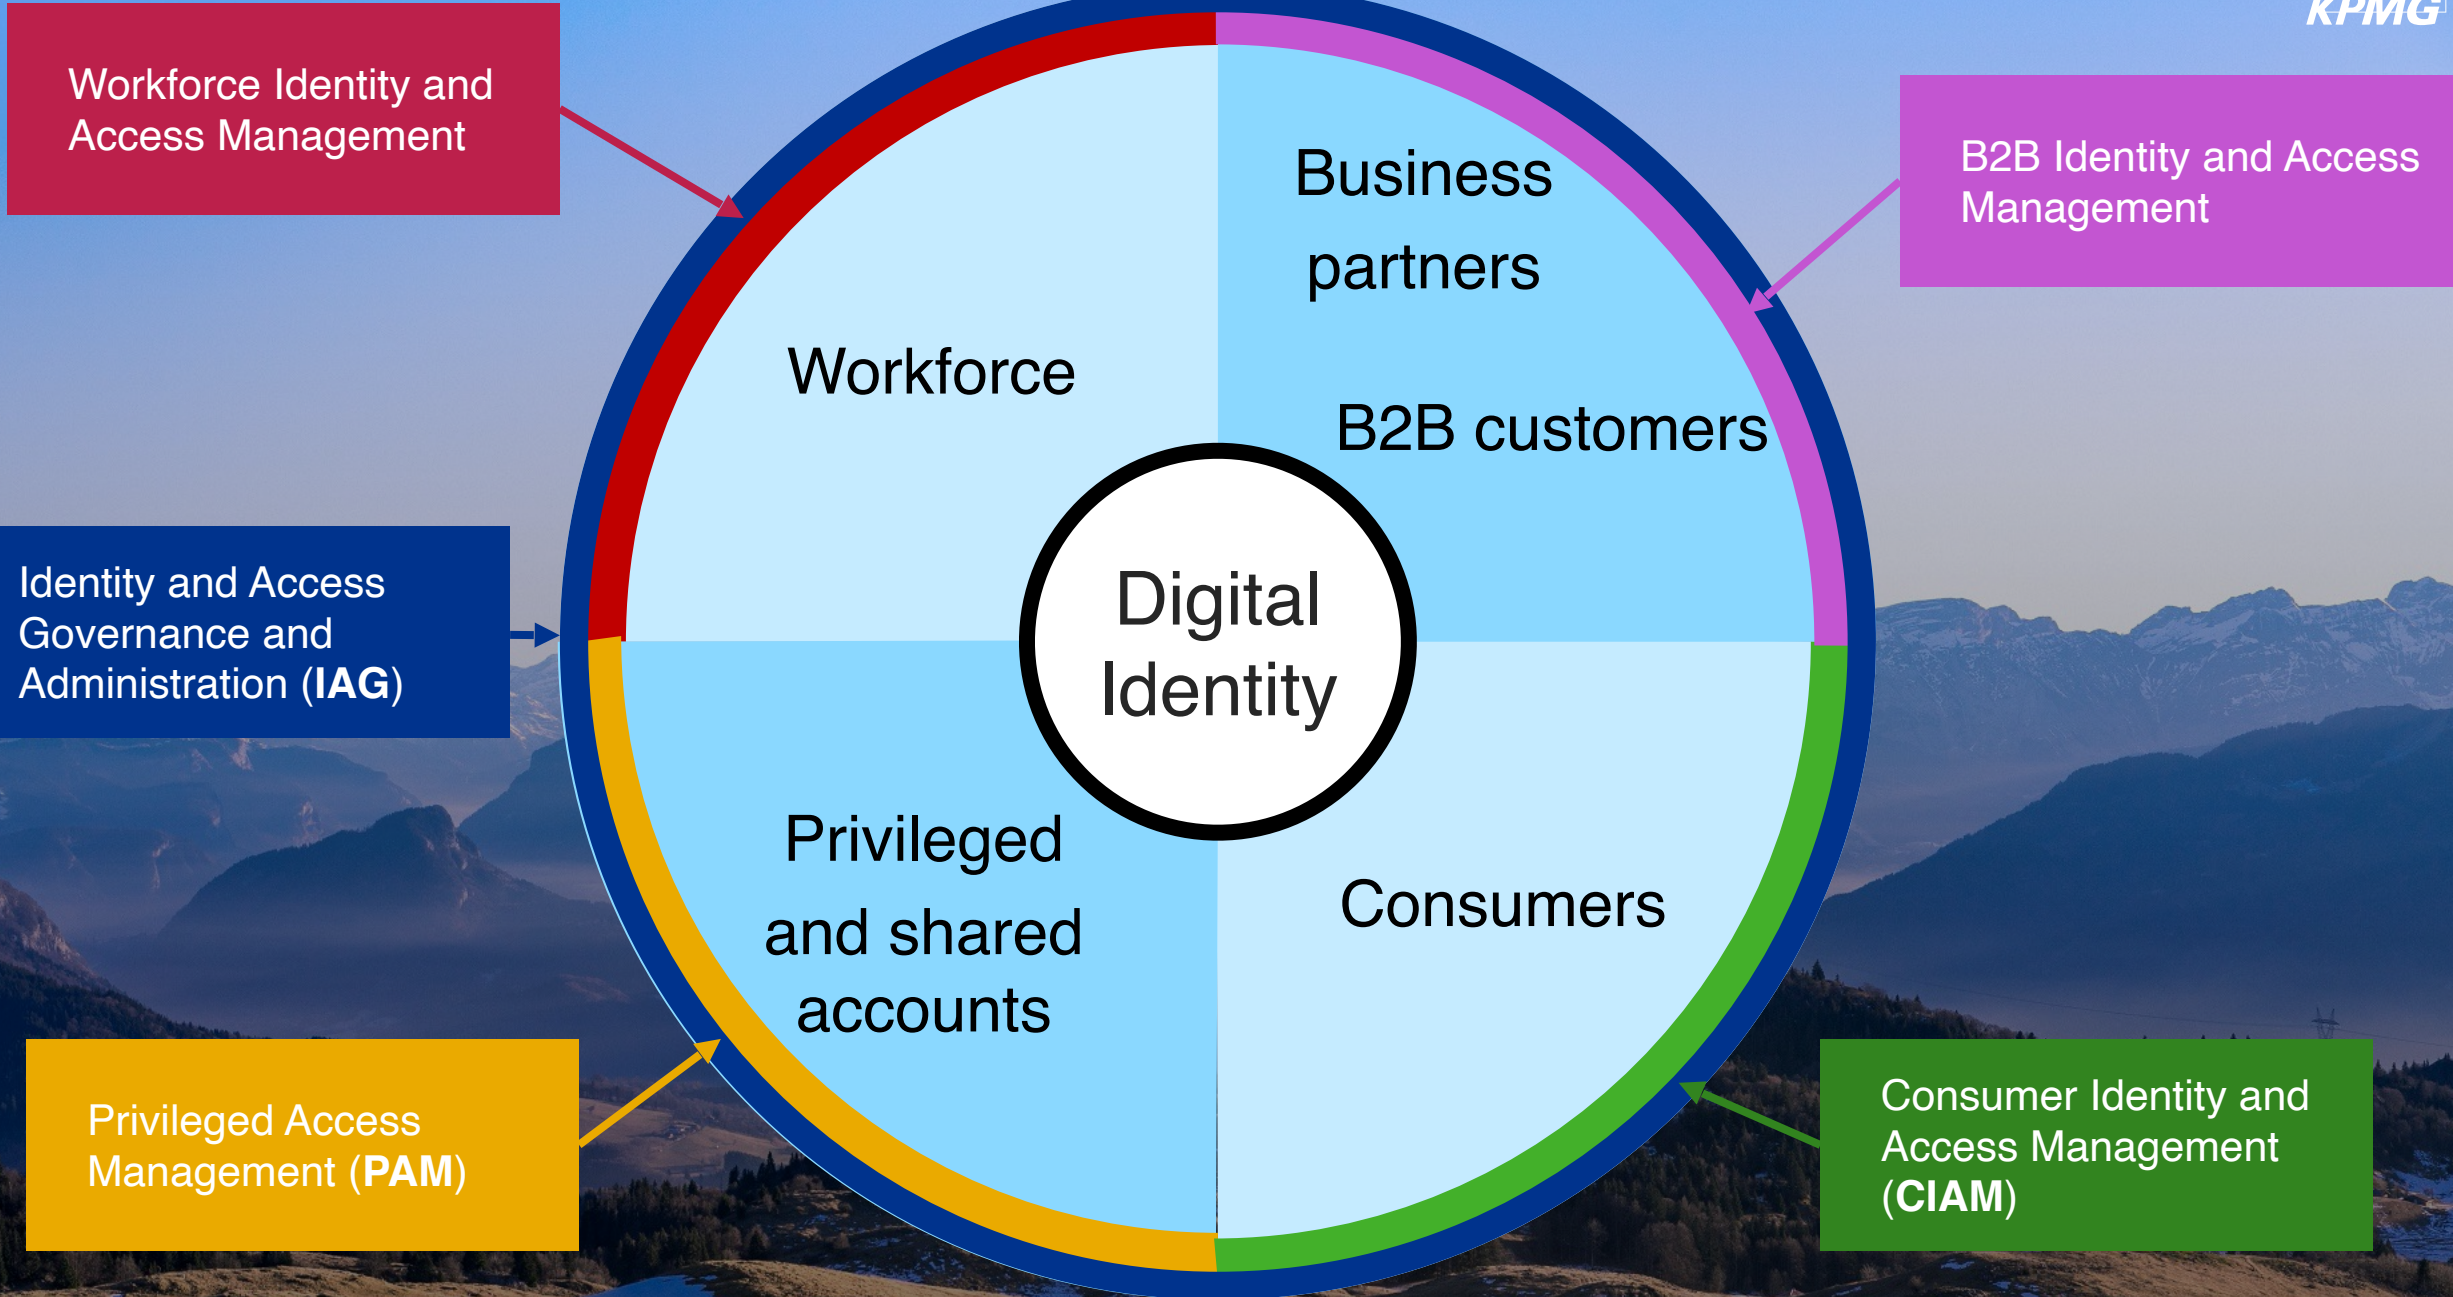 KPMG
Workforce Identity and
Access Management
B2B Identity and Access
Management
Business
partners
Workforce
B2B customers
Digital
Identity
Identity and Access
Governance and
Administration (IAG)
Privileged
and shared
accounts
Consumers
Privileged Access
Management (PAM)
Consumer Identity and
Access Management
(CIAM)